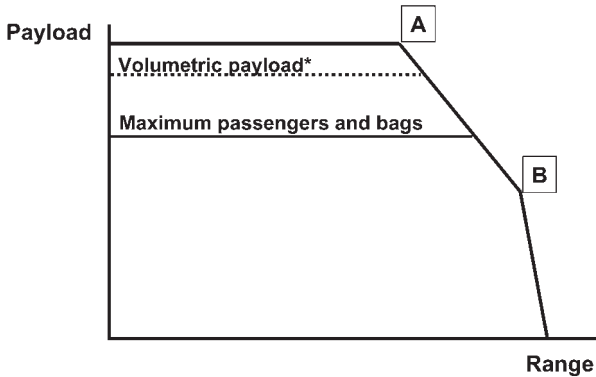 A
Payload
Volumetric payload*
Maximum passengers and bags
B
Range